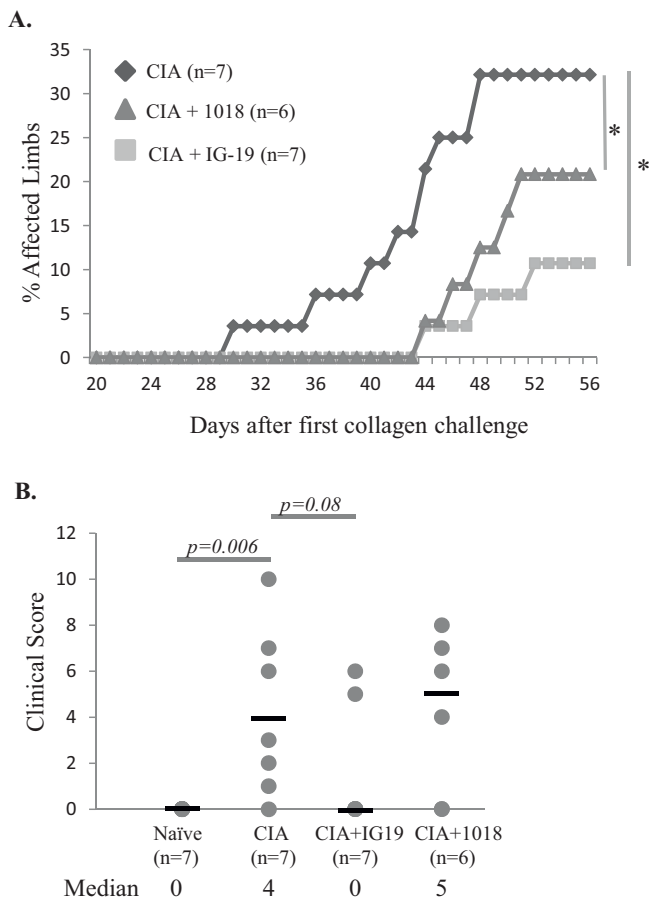 A.
35
30
25
20
15
10
5
0
% Affected Limbs
CIA (n=7)
CIA + 1018 (n=6)
CIA + IG-19 (n=7)
*
*
20 24 28 32 36 40 44 48 52 56
Days after first collagen challenge
B.
p=0.08
p=0.006
12
10
8
6
4
2
0
Clinical Score
Naïve CIA CIA+IG19 CIA+1018
(n=7) (n=7) (n=7) (n=6)
Median 0 4 0 5